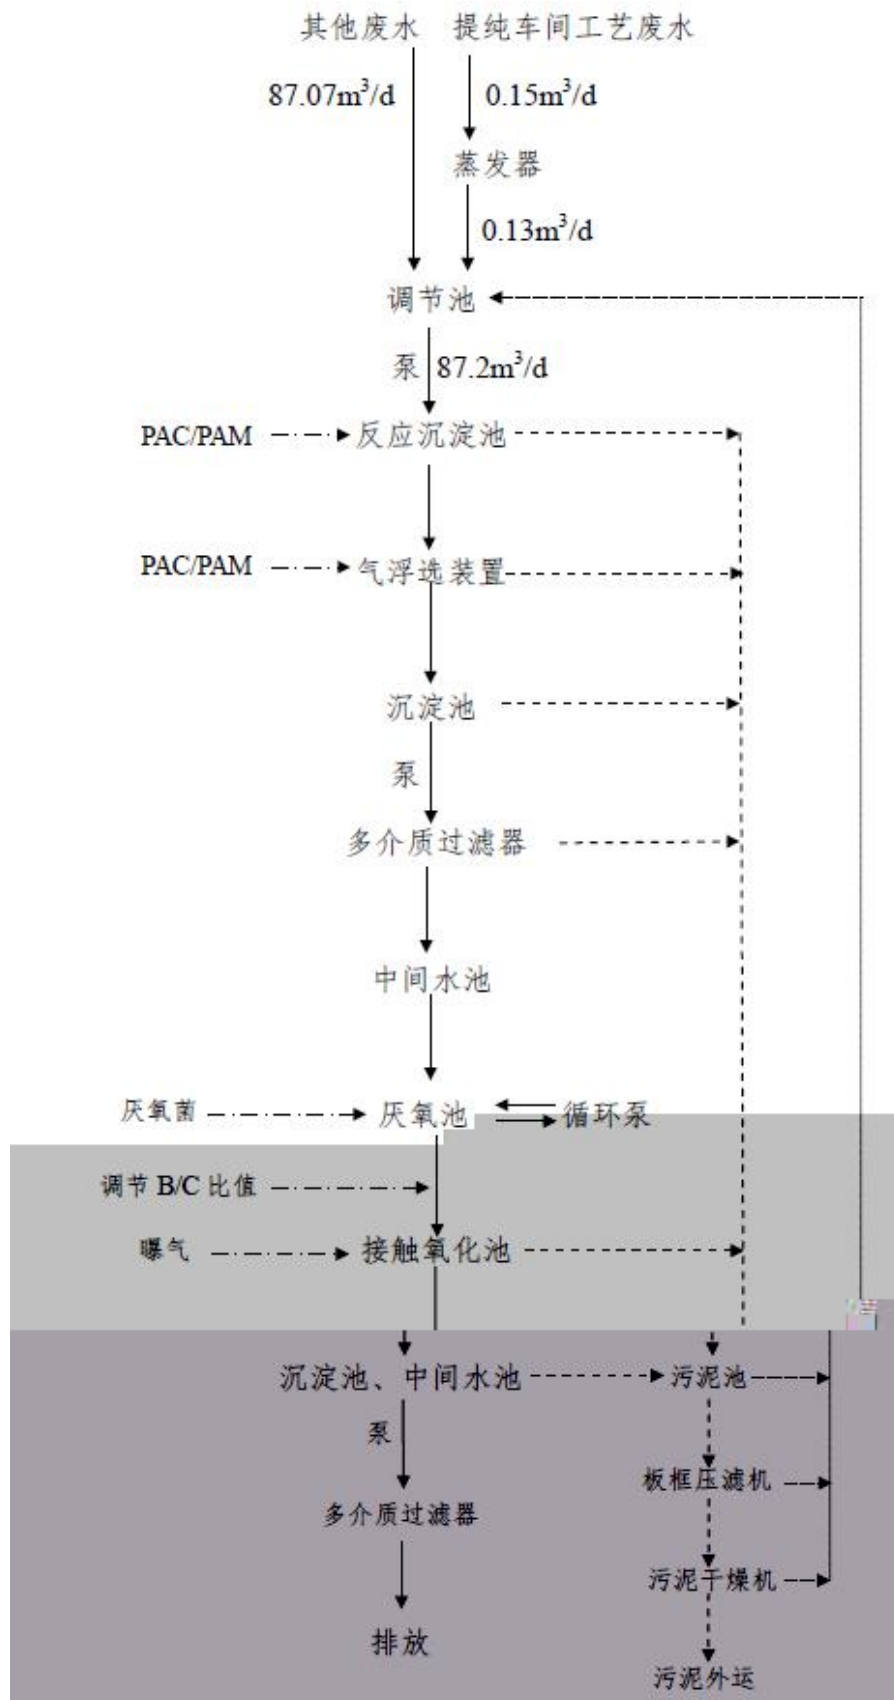 其他废水 提纯车间工艺废水
87.07m³/d 0.15m³/d
蒸发器
0.13m³/d
调节池
泵 87.2m³/d
PAC/PAM 反应沉淀池
PAC/PAM 气浮选装置
沉淀池
泵
多介质过滤器
中间水池
厌氧菌 厌氧池 循环泵
调节 B/C 比值
曝气 接触氧化池
沉淀池、中间水池 污泥池
泵
板框压滤机
多介质过滤器
污泥干燥机
排放
污泥外运